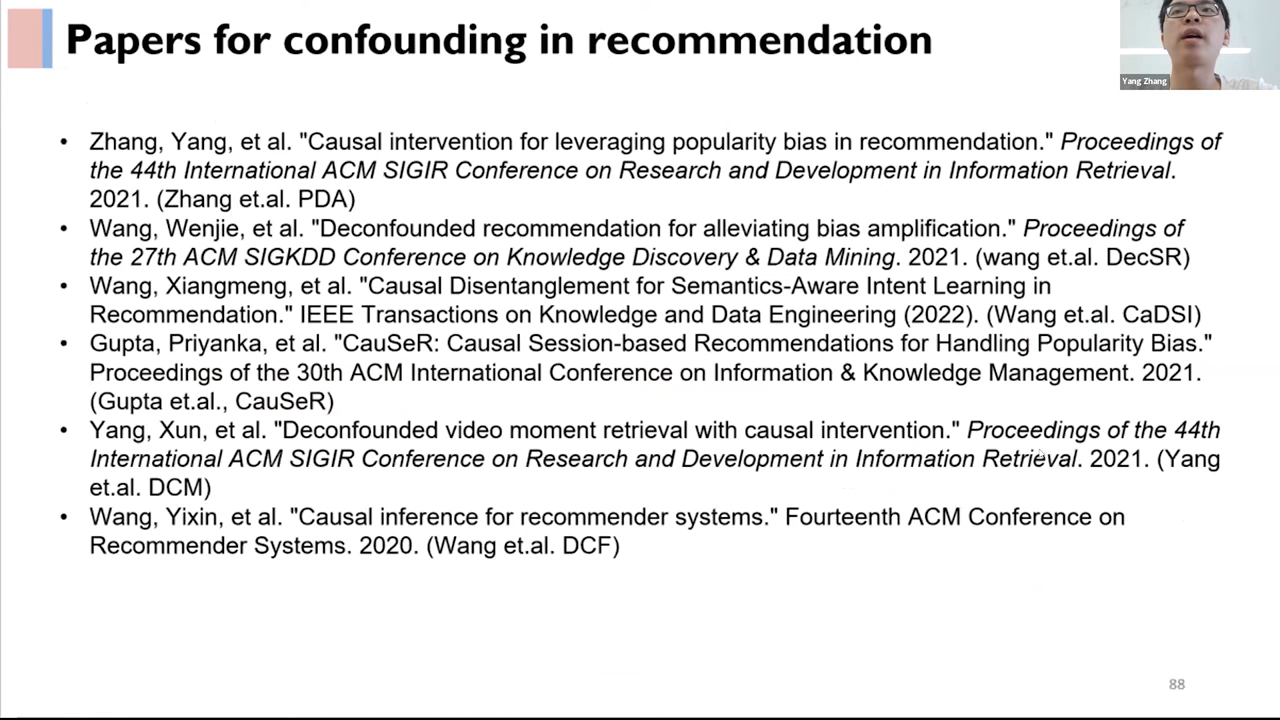 Papers for confounding in recommendation
Yang Zhang
• Zhang, Yang, et al. "Causal intervention for leveraging popularity bias in recommendation." Proceedings of
the 44th International ACM SIGIR Conference on Research and Development in Information Retrieval.
2021. (Zhang et.al. PDA)
• Wang, Wenjie, et al. "Deconfounded recommendation for alleviating bias amplification." Proceedings of
the 27th ACM SIGKDD Conference on Knowledge Discovery & Data Mining. 2021. (wang et.al. DecSR)
• Wang, Xiangmeng, et al. "Causal Disentanglement for Semantics-Aware Intent Learning in
Recommendation." IEEE Transactions on Knowledge and Data Engineering (2022). (Wang et.al. CaDSI)
• Gupta, Priyanka, et al. "CauSeR: Causal Session-based Recommendations for Handling Popularity Bias."
Proceedings of the 30th ACM International Conference on Information & Knowledge Management. 2021.
(Gupta et.al., CauSeR)
• Yang, Xun, et al. "Deconfounded video moment retrieval with causal intervention." Proceedings of the 44th
International ACM SIGIR Conference on Research and Development in Information Retrieval. 2021. (Yang
et.al. DCM)
• Wang, Yixin, et al. "Causal inference for recommender systems." Fourteenth ACM Conference on
Recommender Systems. 2020. (Wang et.al. DCF)
88